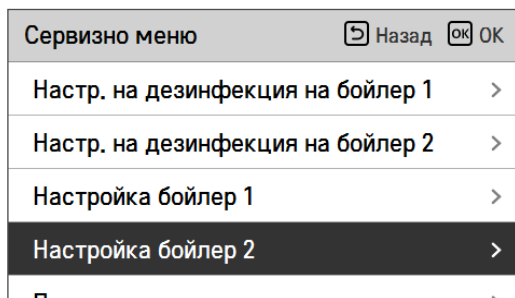 Сервизно меню Назад OK OK
Настр. на дезинфекция на бойлер 1
Настр. на дезинфекция на бойлер 2
Настройка бойлер 1
Настройка бойлер 2